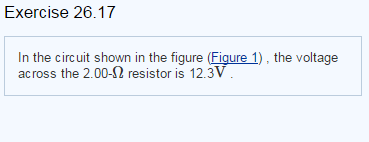 Exercise 26.17
In the circuit shown in the figure (Figure 1) , the voltage
across the 2.00-Ω resistor is 12.3V .